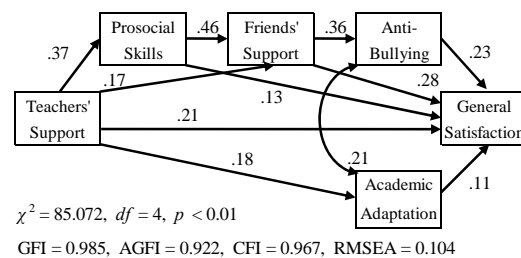 Prosocial
Skills
.46
Friends'
Support
.36
Anti-
Bullying
.37
.17
.23
.28
.13
Teachers'
Support
.21
General
Satisfaction
.18
.21
Academic
Adaptation
.11
χ² = 85.072, df = 4, p < 0.01
GFI = 0.985, AGFI = 0.922, CFI = 0.967, RMSEA = 0.104